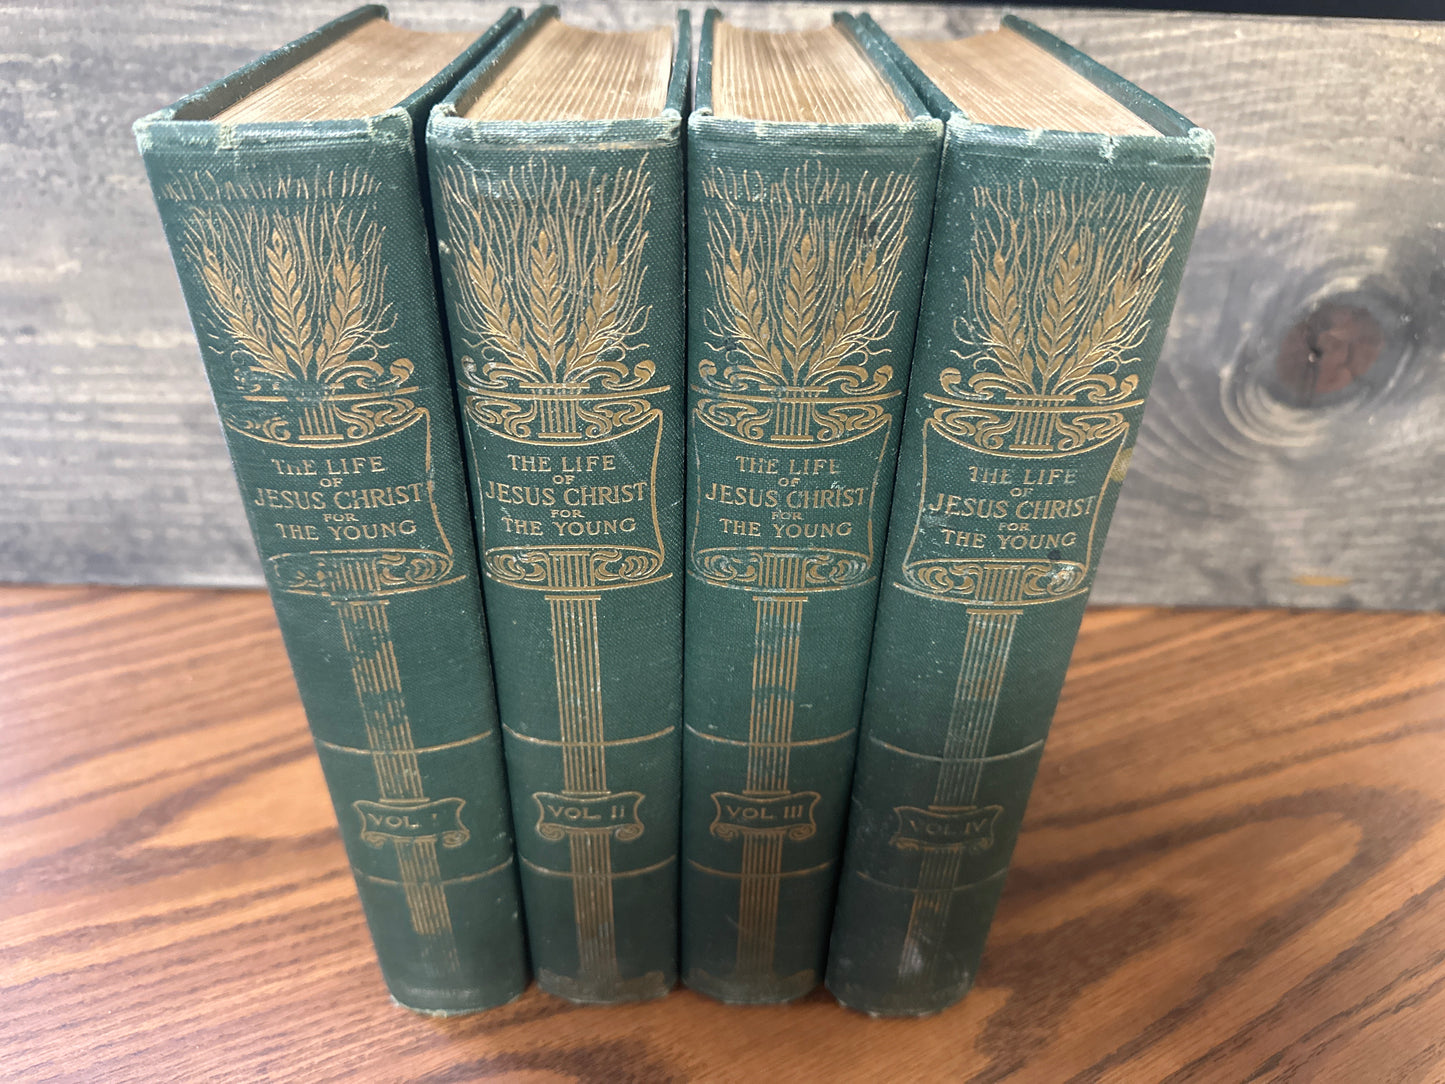 THE LIFE
OF
JESUS CHRIST
FOR
THE YOUNG
VOL I
THE LIFE
OF
JESUS CHRIST
FOR
THE YOUNG
VOL II
THE LIFE
OF
JESUS CHRIST
FOR
THE YOUNG
VOL III
THE LIFE
OF
JESUS CHRIST
FOR
THE YOUNG
VOL IV